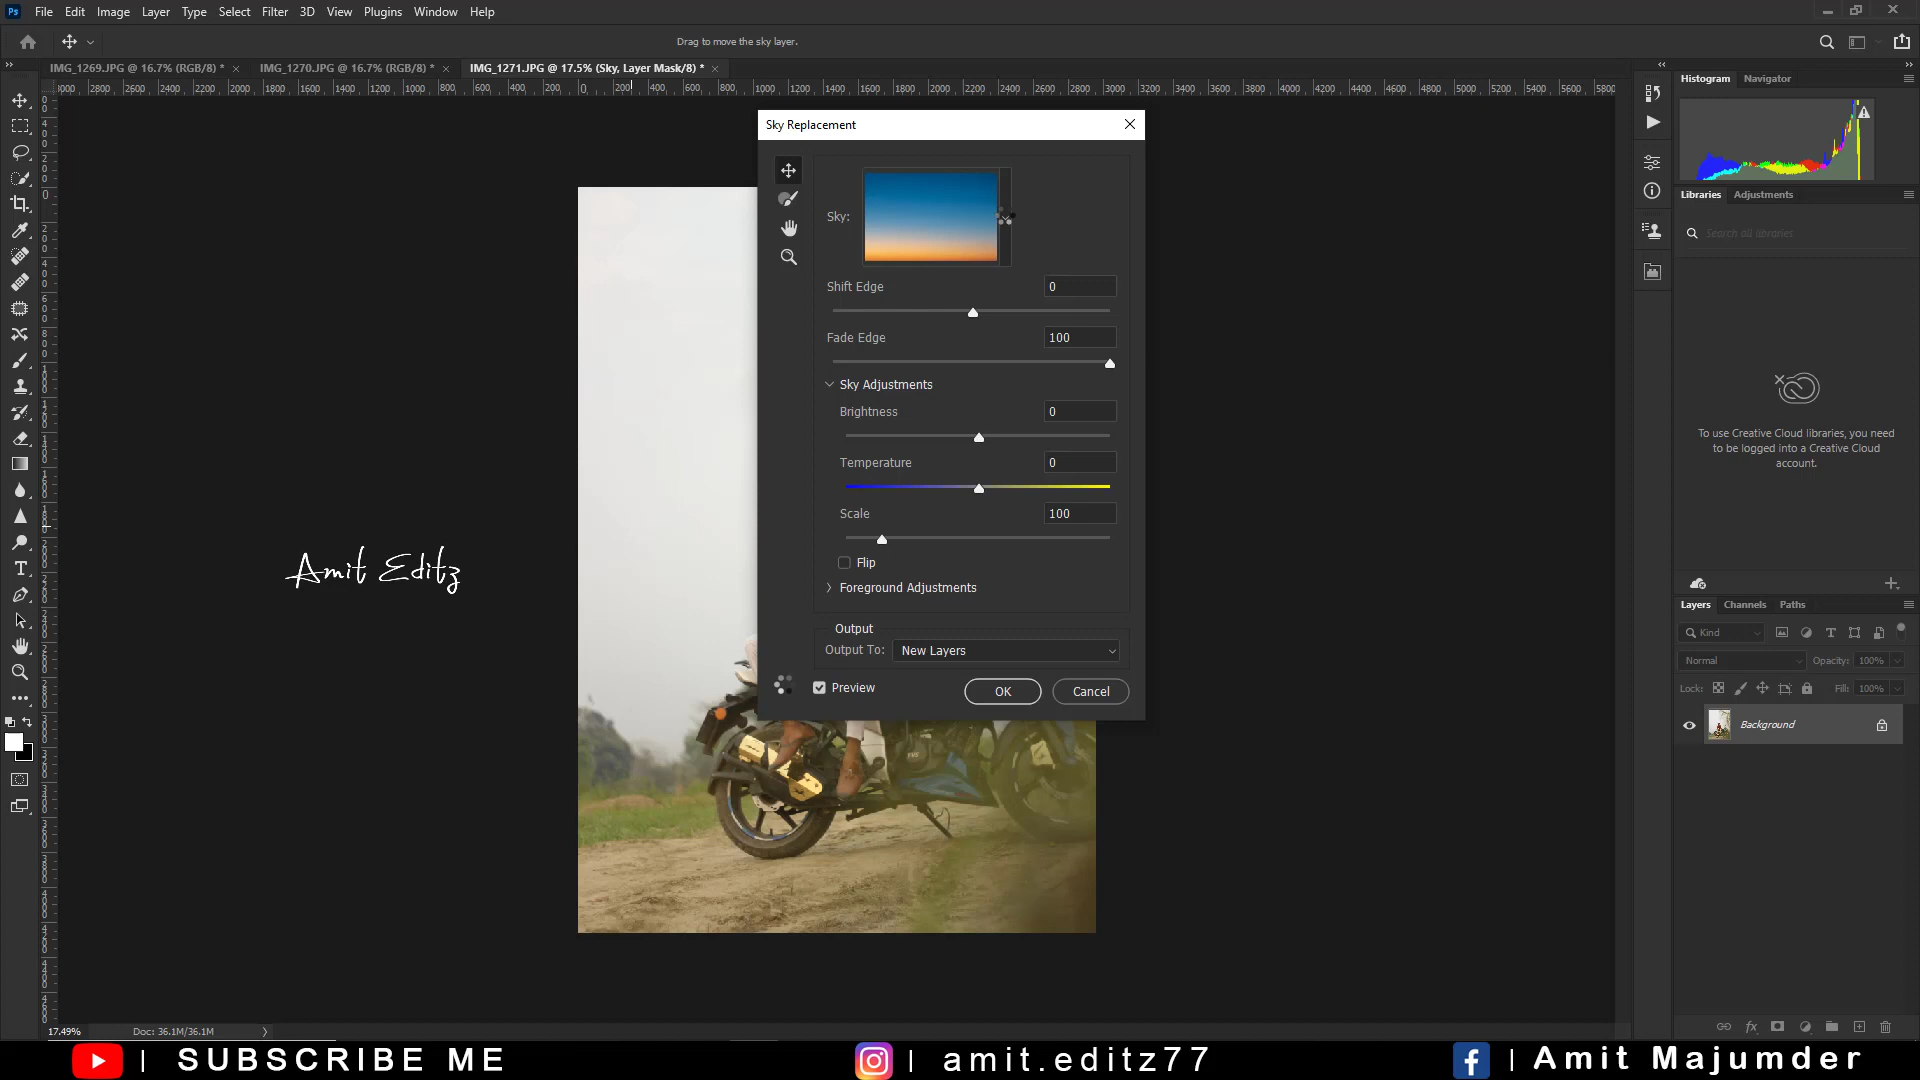 Ps File Edit Image Layer Type Select Filter 3D View Plugins Window Help
Drag to move the sky layer.
IMG_1269.JPG @ 16.7% (RGB/8) * × IMG_1270.JPG @ 16.7% (RGB/8) * × IMG_1271.JPG @ 17.5% (Sky, Layer Mask/8) * ×
Histogram Navigator
Sky Replacement
Sky:
Shift Edge 0
Fade Edge 100
Sky Adjustments
Brightness 0
Temperature 0
Scale 100
Flip
Foreground Adjustments
Output
Output To: New Layers
Preview OK Cancel
Amit Editz
Libraries Adjustments
Search all libraries
To use Creative Cloud libraries, you need
to be logged into a Creative Cloud
account.
Layers Channels Paths
Kind
Normal Opacity: 100%
Lock: Fill: 100%
Background
17.49% Doc: 36.1M/36.1M
| SUBSCRIBE ME | amit.editz77 | Amit Majumder